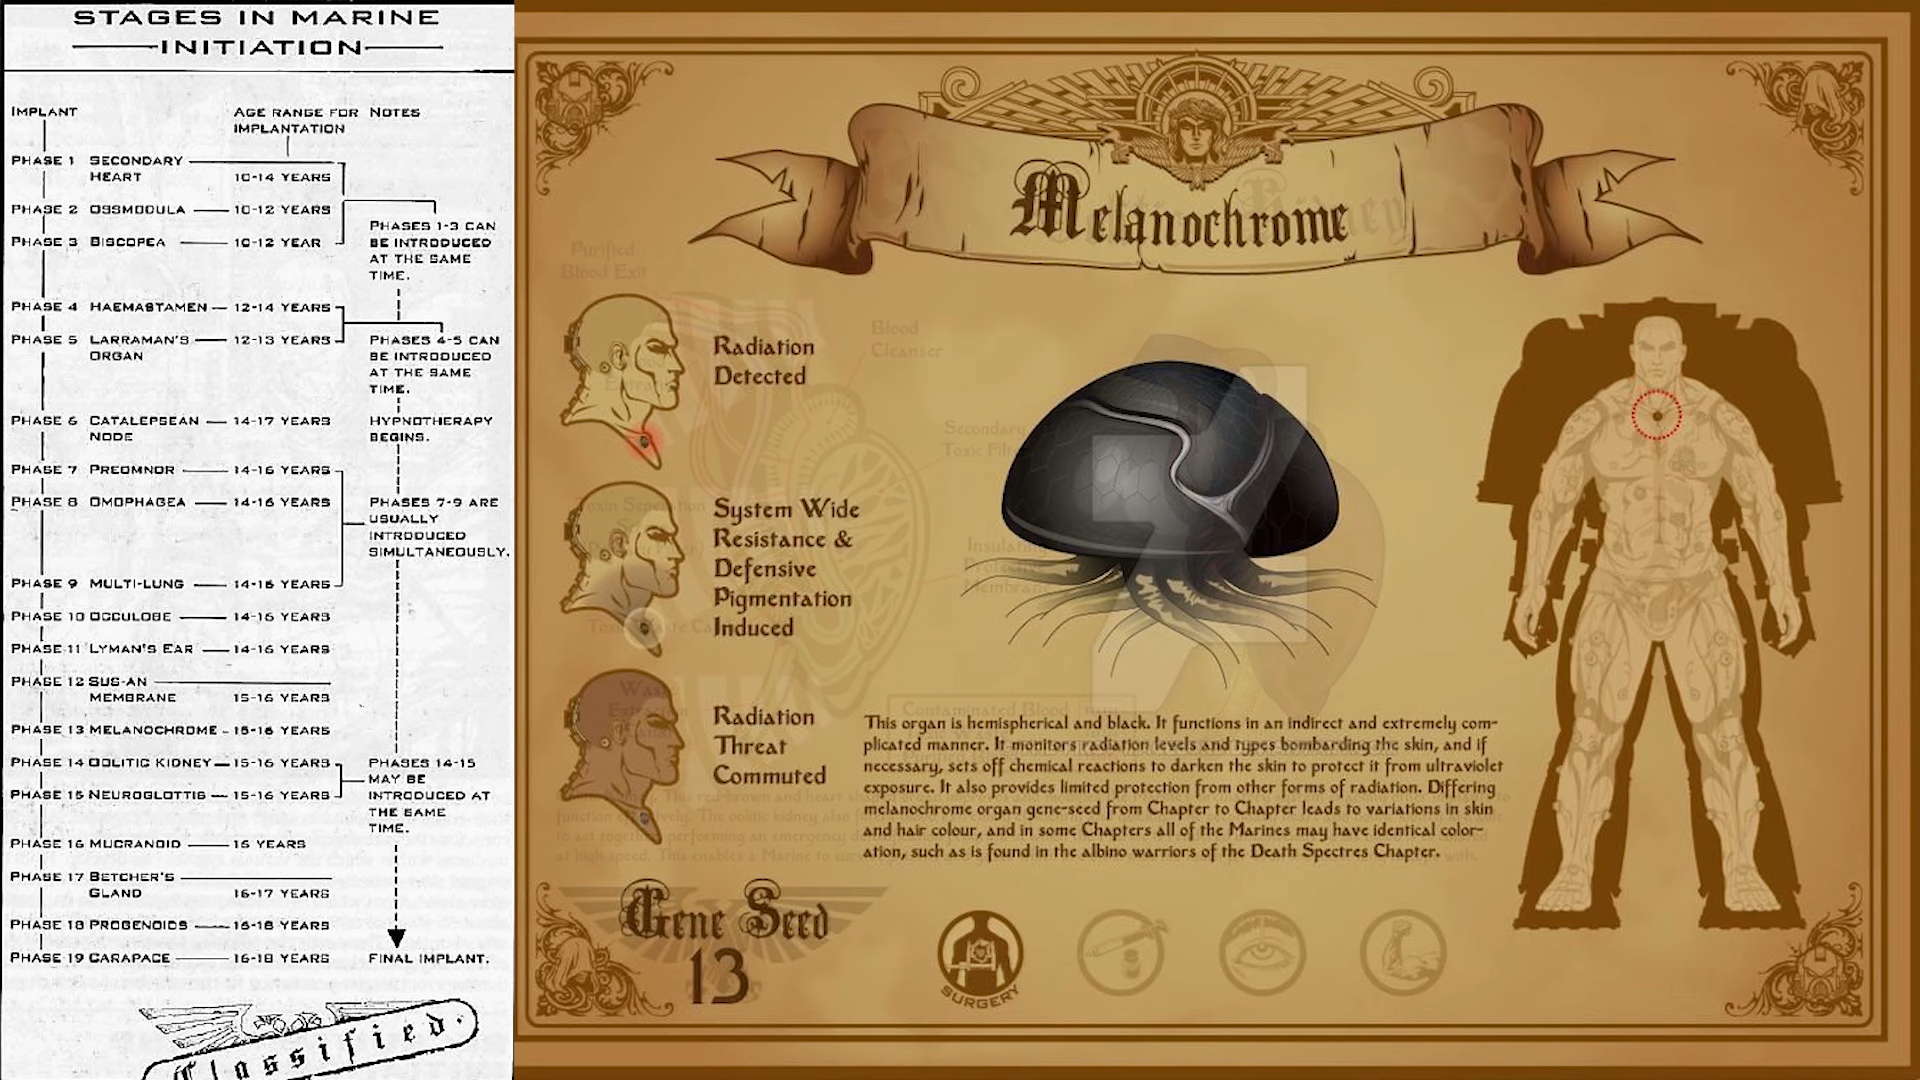 STAGES IN MARINE
INITIATION
IMPLANT
AGE RANGE FOR IMPLANTATION
NOTES
PHASE 1 SECONDARY HEART 10-14 YEARS
PHASE 2 OSSMODULA 10-12 YEARS
PHASE 3 BISCOPEA 10-12 YEAR
PHASES 1-3 CAN
BE INTRODUCED
AT THE SAME
TIME.
PHASE 4 HAEMASTAMEN 12-14 YEARS
PHASE 5 LARRAMAN'S ORGAN 12-13 YEARS
PHASES 4-5 CAN
BE INTRODUCED
AT THE SAME
TIME.
PHASE 6 CATALEPSEAN NODE 14-17 YEARS
HYPNOTHERAPY
BEGINS.
PHASE 7 PREOMNOR 14-16 YEARS
PHASE 8 OMOPHAGEA 14-16 YEARS
PHASES 7-9 ARE
USUALLY
INTRODUCED
SIMULTANEOUSLY.
PHASE 9 MULTI-LUNG 14-16 YEARS
PHASE 10 OCCULOBE 14-16 YEARS
PHASE 11 LYMAN'S EAR 14-16 YEARS
PHASE 12 SUS-AN MEMBRANE 15-16 YEARS
PHASE 13 MELANOCHROME 15-16 YEARS
PHASE 14 OOLITIC KIDNEY 15-16 YEARS
PHASE 15 NEUROGLOTTIS 15-16 YEARS
PHASES 14-15
MAY BE
INTRODUCED AT
THE SAME
TIME.
PHASE 16 MUCRANOID 16 YEARS
PHASE 17 BETCHER'S GLAND 16-17 YEARS
PHASE 18 PROGENOIDS 16-18 YEARS
PHASE 19 CARAPACE 16-18 YEARS
FINAL IMPLANT.
Classified.
Melanochrome
Purified
Blood Exit
Blood
Cleanser
Radiation
Detected
System Wide
Resistance &
Defensive
Pigmentation
Induced
Radiation
Threat
Commuted
This organ is hemispherical and black. It functions in an indirect and extremely com-
plicated manner. It monitors radiation levels and types bombarding the skin, and if
necessary, sets off chemical reactions to darken the skin to protect it from ultraviolet
exposure. It also provides limited protection from other forms of radiation. Differing
melanochrome organ gene-seed from Chapter to Chapter leads to variations in skin
and hair colour, and in some Chapters all of the Marines may have identical color-
ation, such as is found in the albino warriors of the Death Spectres Chapter.
Gene Seed
13
SURGERY